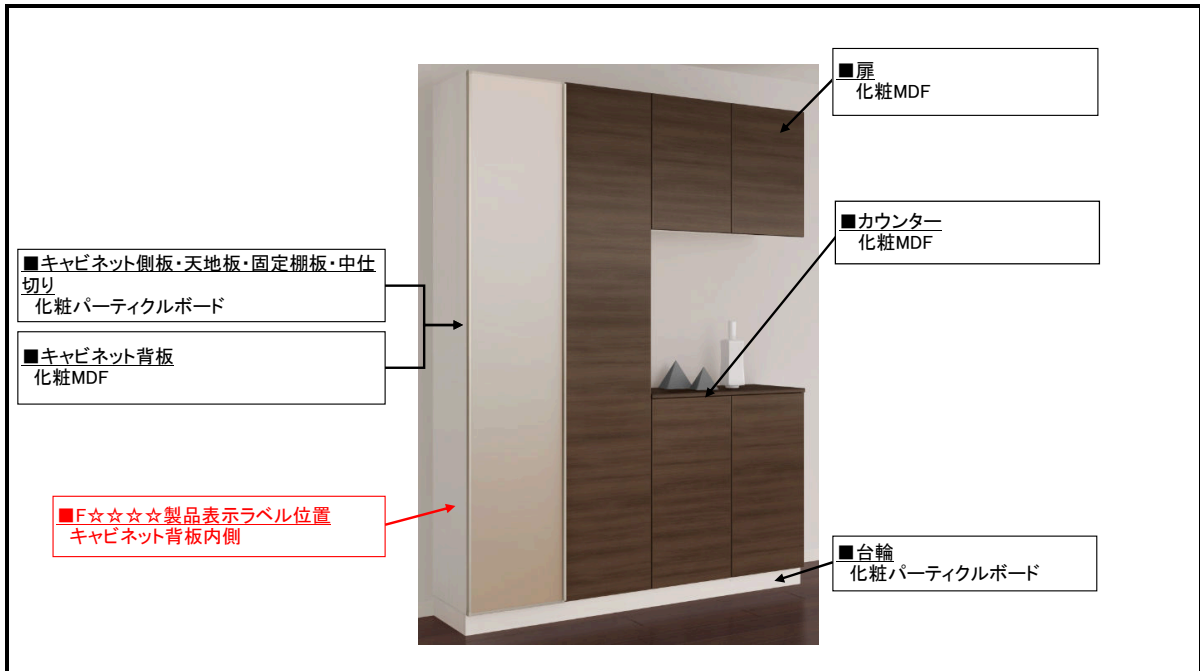 ■扉
化粧MDF
■カウンター
化粧MDF
■キャビネット側板・天地板・固定棚板・中仕
切り
化粧パーティクルボード
■キャビネット背板
化粧MDF
■F☆☆☆☆製品表示ラベル位置
キャビネット背板内側
■台輪
化粧パーティクルボード